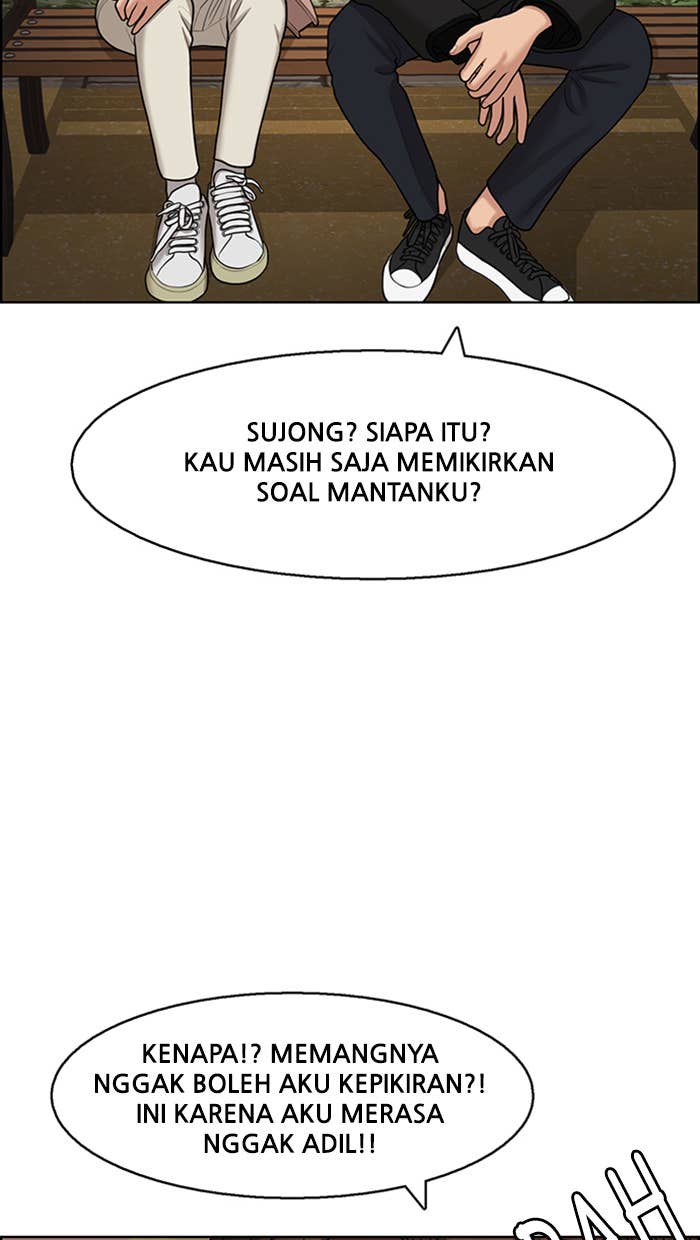 SUJONG? SIAPA ITU?
KAU MASIH SAJA MEMIKIRKAN
SOAL MANTANKU?
KENAPA!? MEMANGNYA
NGGAK BOLEH AKU KEPIKIRAN?!
INI KARENA AKU MERASA
NGGAK ADIL!!